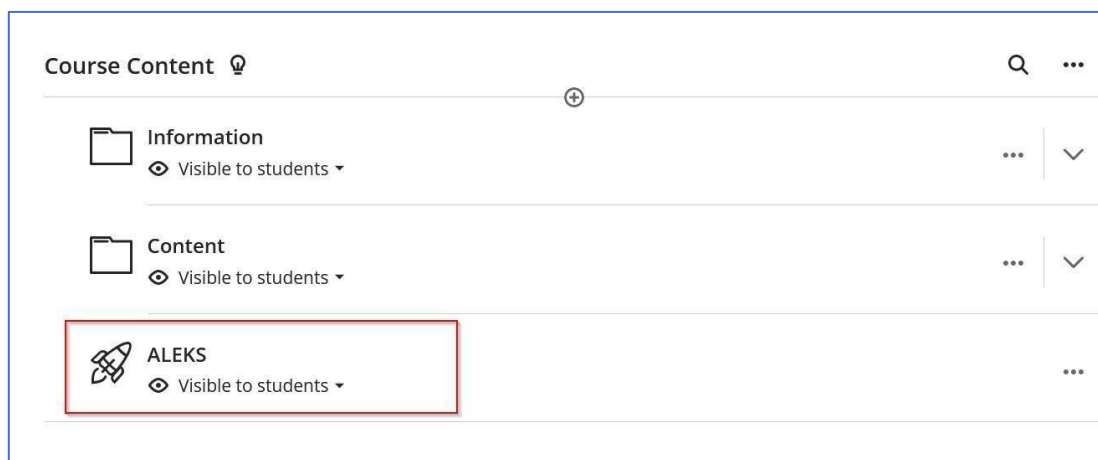 Course Content
Information
Visible to students
Content
Visible to students
ALEKS
Visible to students